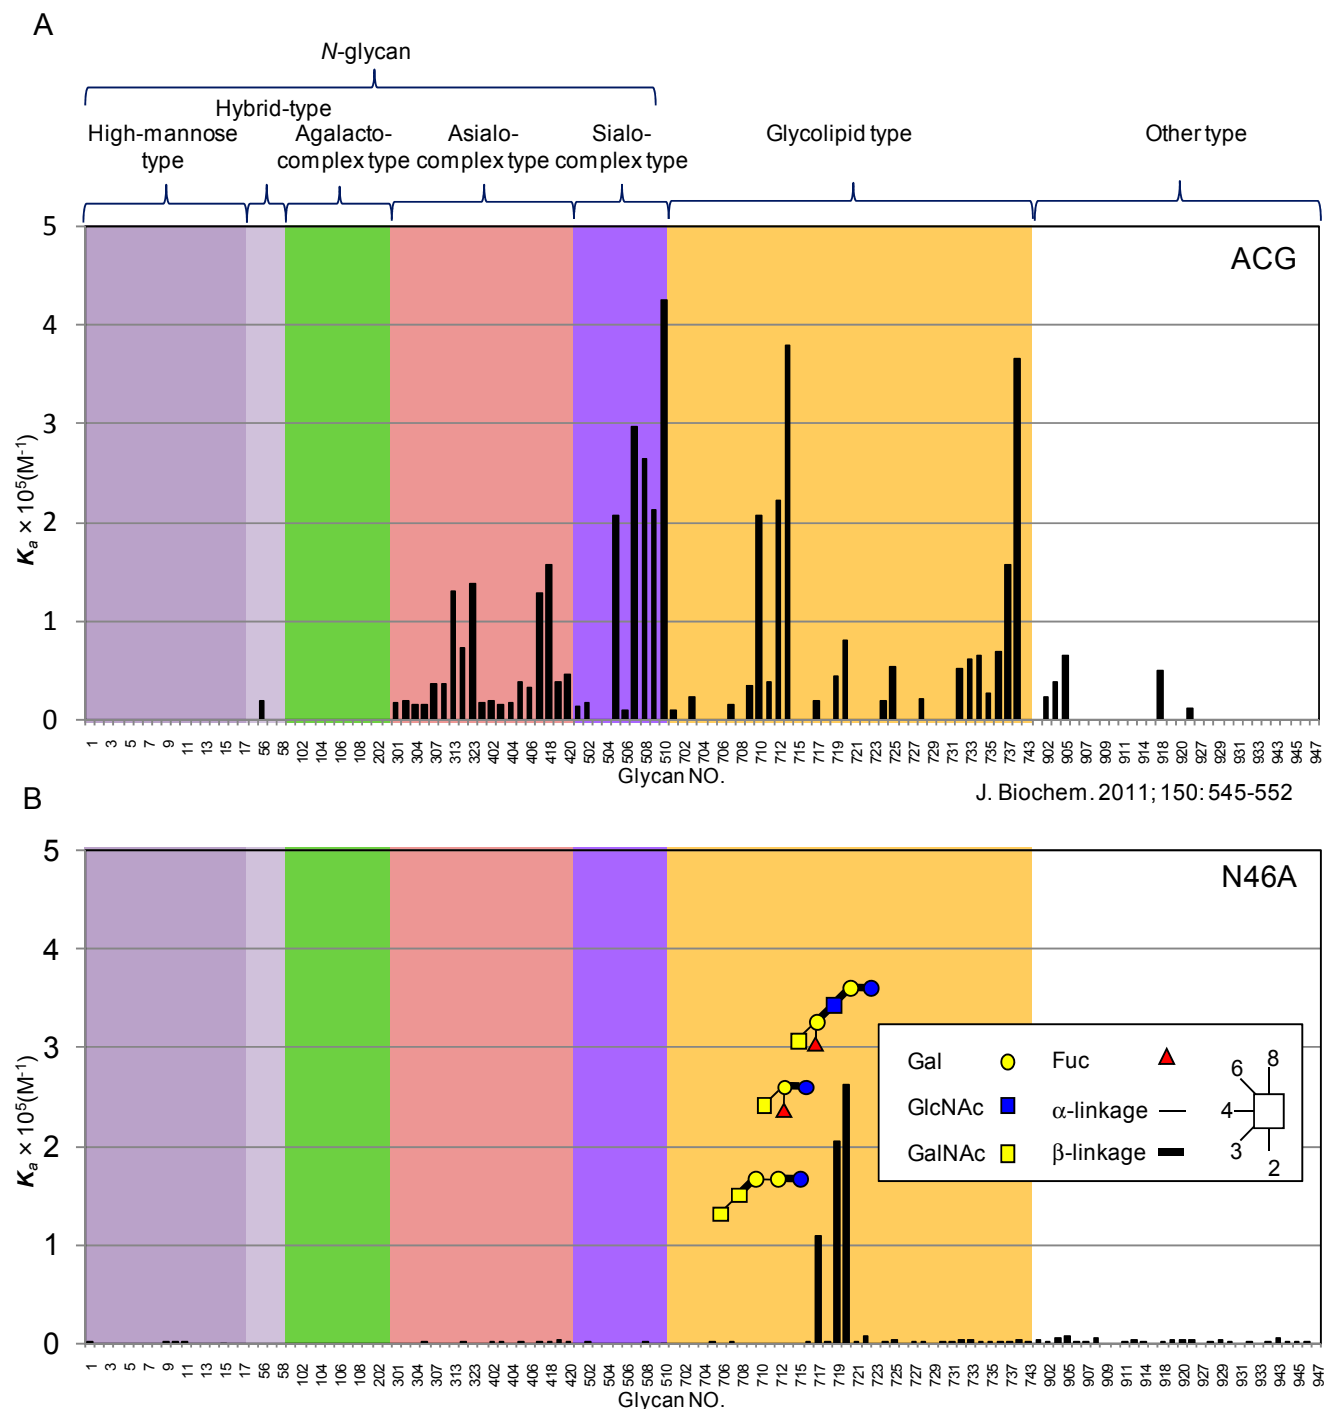 A
N-glycan
Hybrid-type
High-mannose type
Agalacto-complex type
Asialo-complex type
Sialo-complex type
Glycolipid type
Other type
ACG
5
4
3
2
1
0
Ka × 10⁵(M⁻¹)
1 3 5 7 9 11 13 15 17 56 58 102 104 106 108 202 301 304 307 313 323 402 404 406 418 420 502 504 506 508 510 702 704 706 708 710 712 715 717 719 721 723 725 727 729 731 733 735 737 743 902 905 907 909 911 914 918 920 927 929 931 933 943 945 947
Glycan NO.
J. Biochem. 2011; 150: 545-552
B
N46A
5
4
3
2
1
0
Ka × 10⁵(M⁻¹)
Gal
Fuc
GlcNAc
α-linkage
GalNAc
β-linkage
6 8
4
3 2
1 3 5 7 9 11 13 15 17 56 58 102 104 106 108 202 301 304 307 313 323 402 404 406 418 420 502 504 506 508 510 702 704 706 708 710 712 715 717 719 721 723 725 727 729 731 733 735 737 743 902 905 907 909 911 914 918 920 927 929 931 933 943 945 947
Glycan NO.